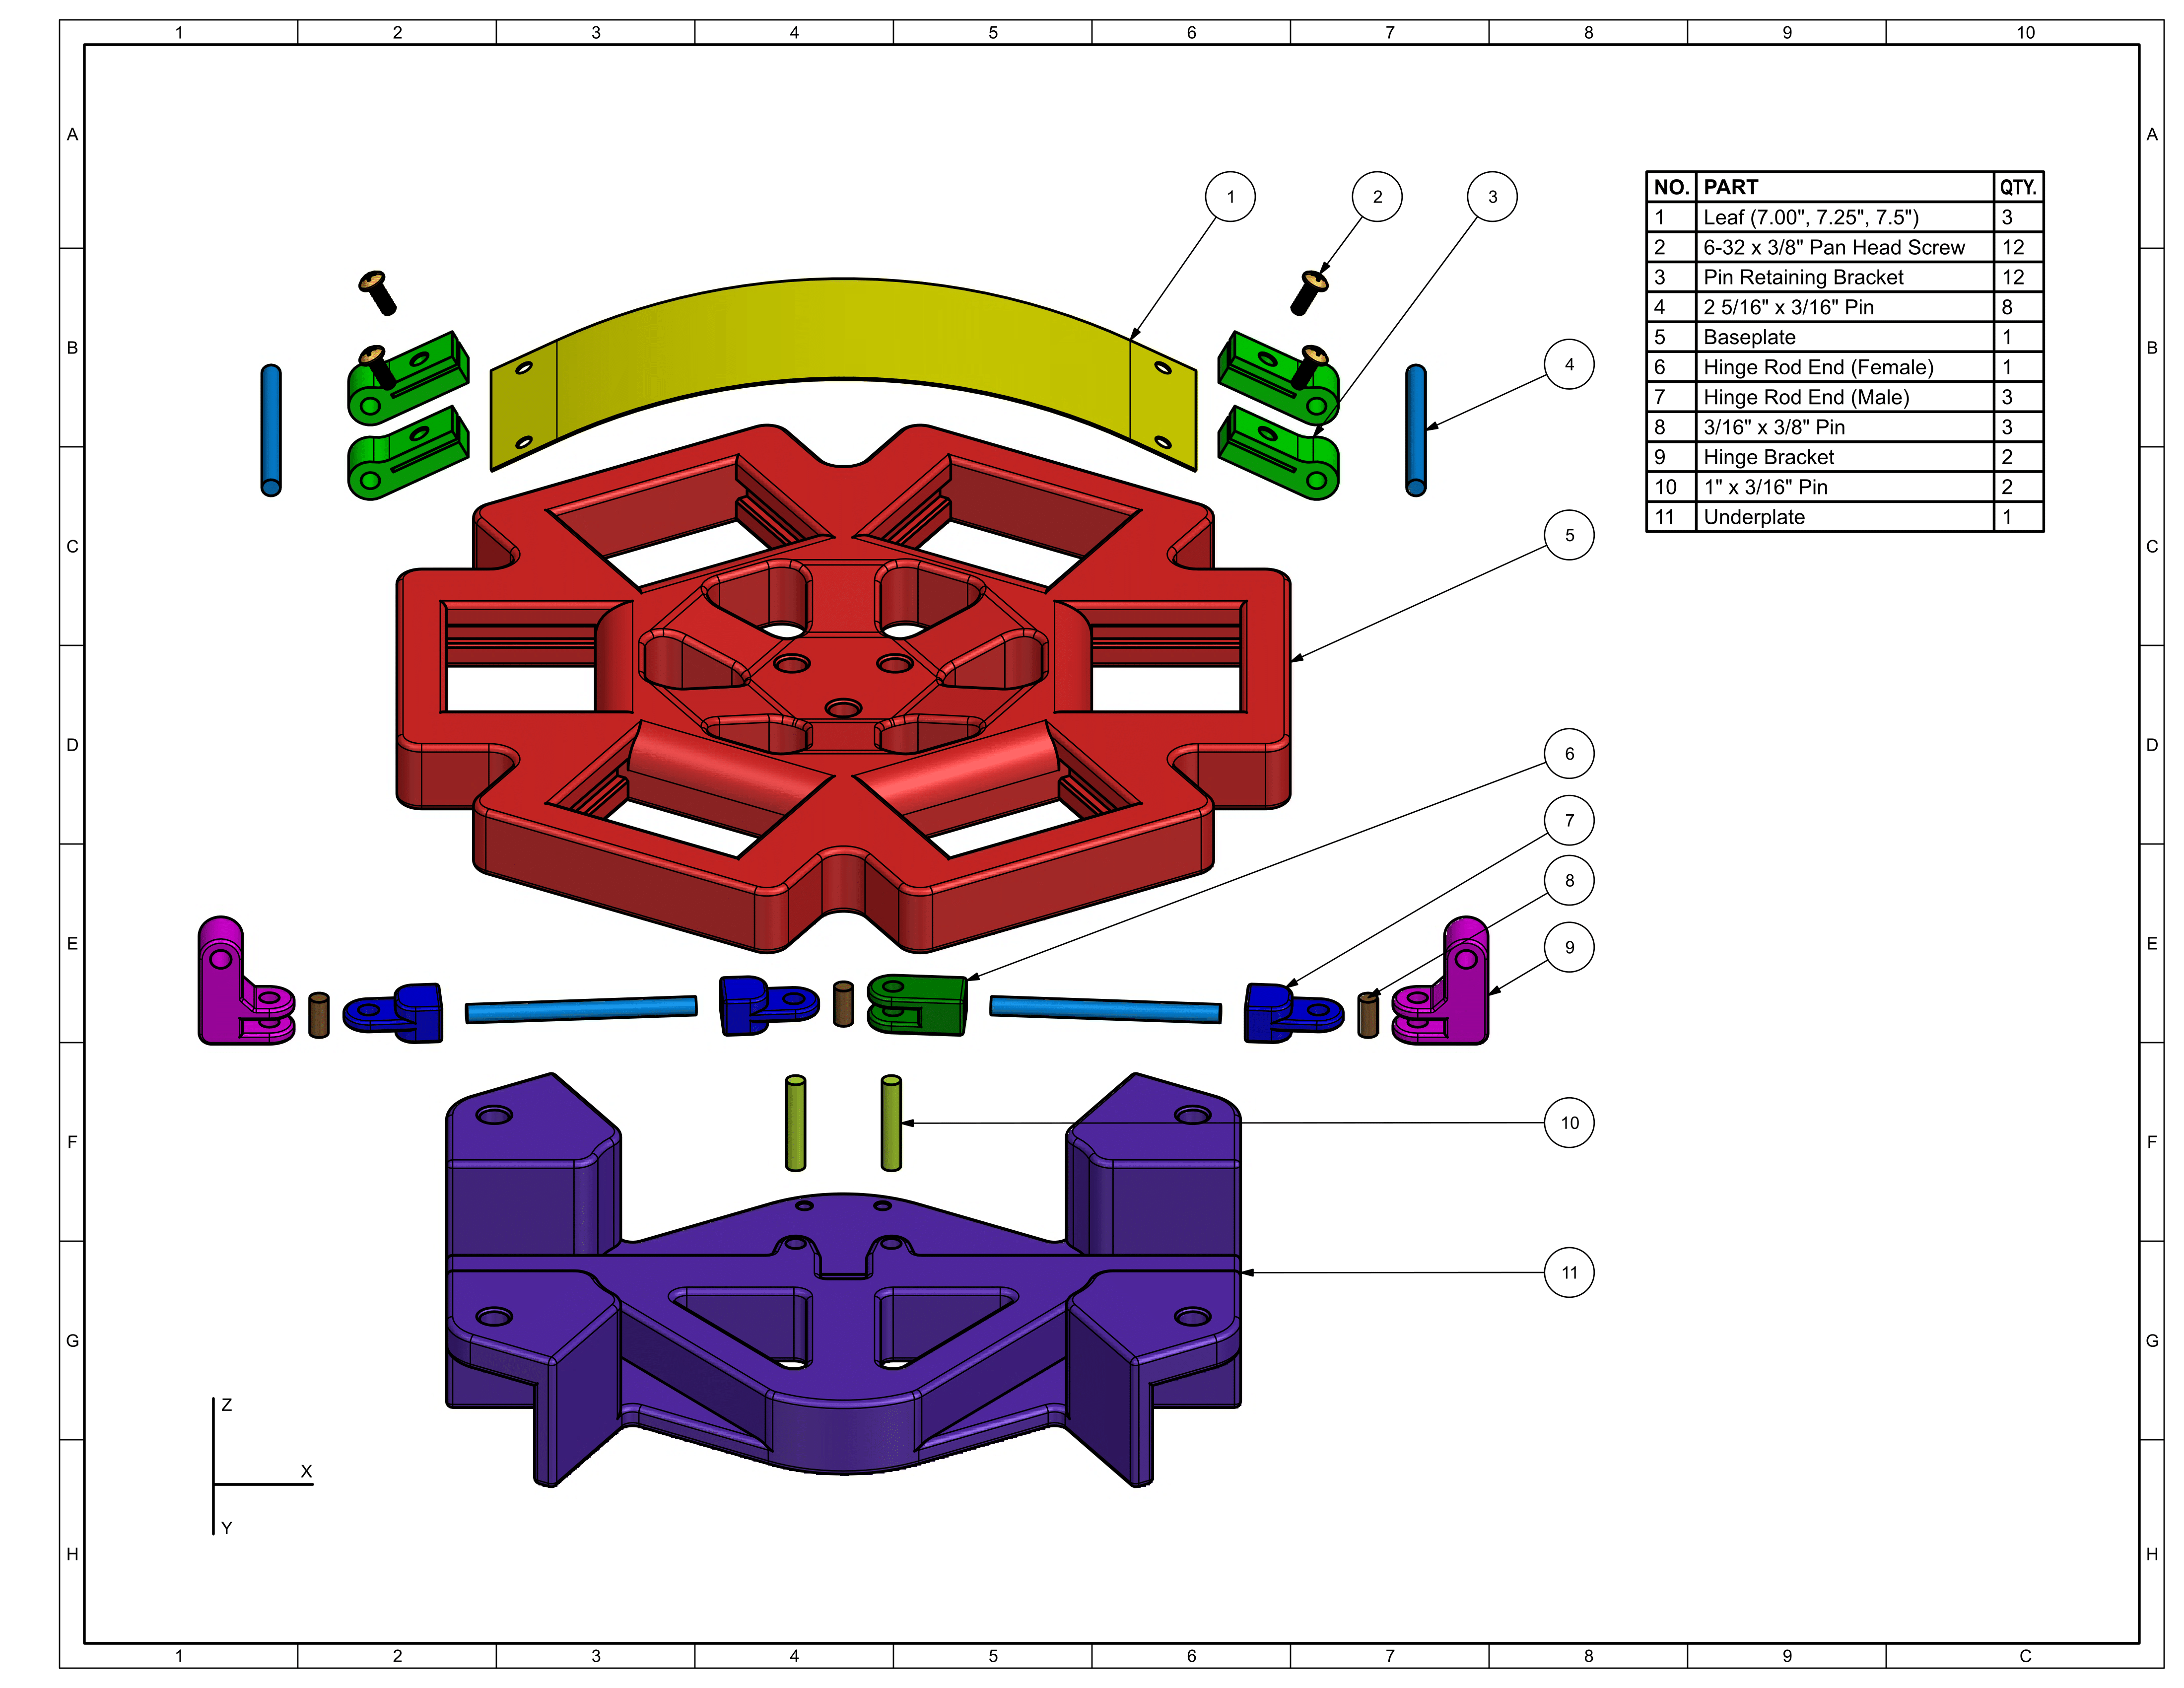 1 2 3 4 5 6 7 8 9 10
A A
1 2 3
NO. PART QTY.
1 Leaf (7.00", 7.25", 7.5") 3
2 6-32 x 3/8" Pan Head Screw 12
3 Pin Retaining Bracket 12
4 2 5/16" x 3/16" Pin 8
5 Baseplate 1
6 Hinge Rod End (Female) 1
7 Hinge Rod End (Male) 3
8 3/16" x 3/8" Pin 3
9 Hinge Bracket 2
10 1" x 3/16" Pin 2
11 Underplate 1
B B
4
5
C C
D D
6
7
8
E E
9
10
F F
11
G G
Z
X
Y
H H
1 2 3 4 5 6 7 8 9 C